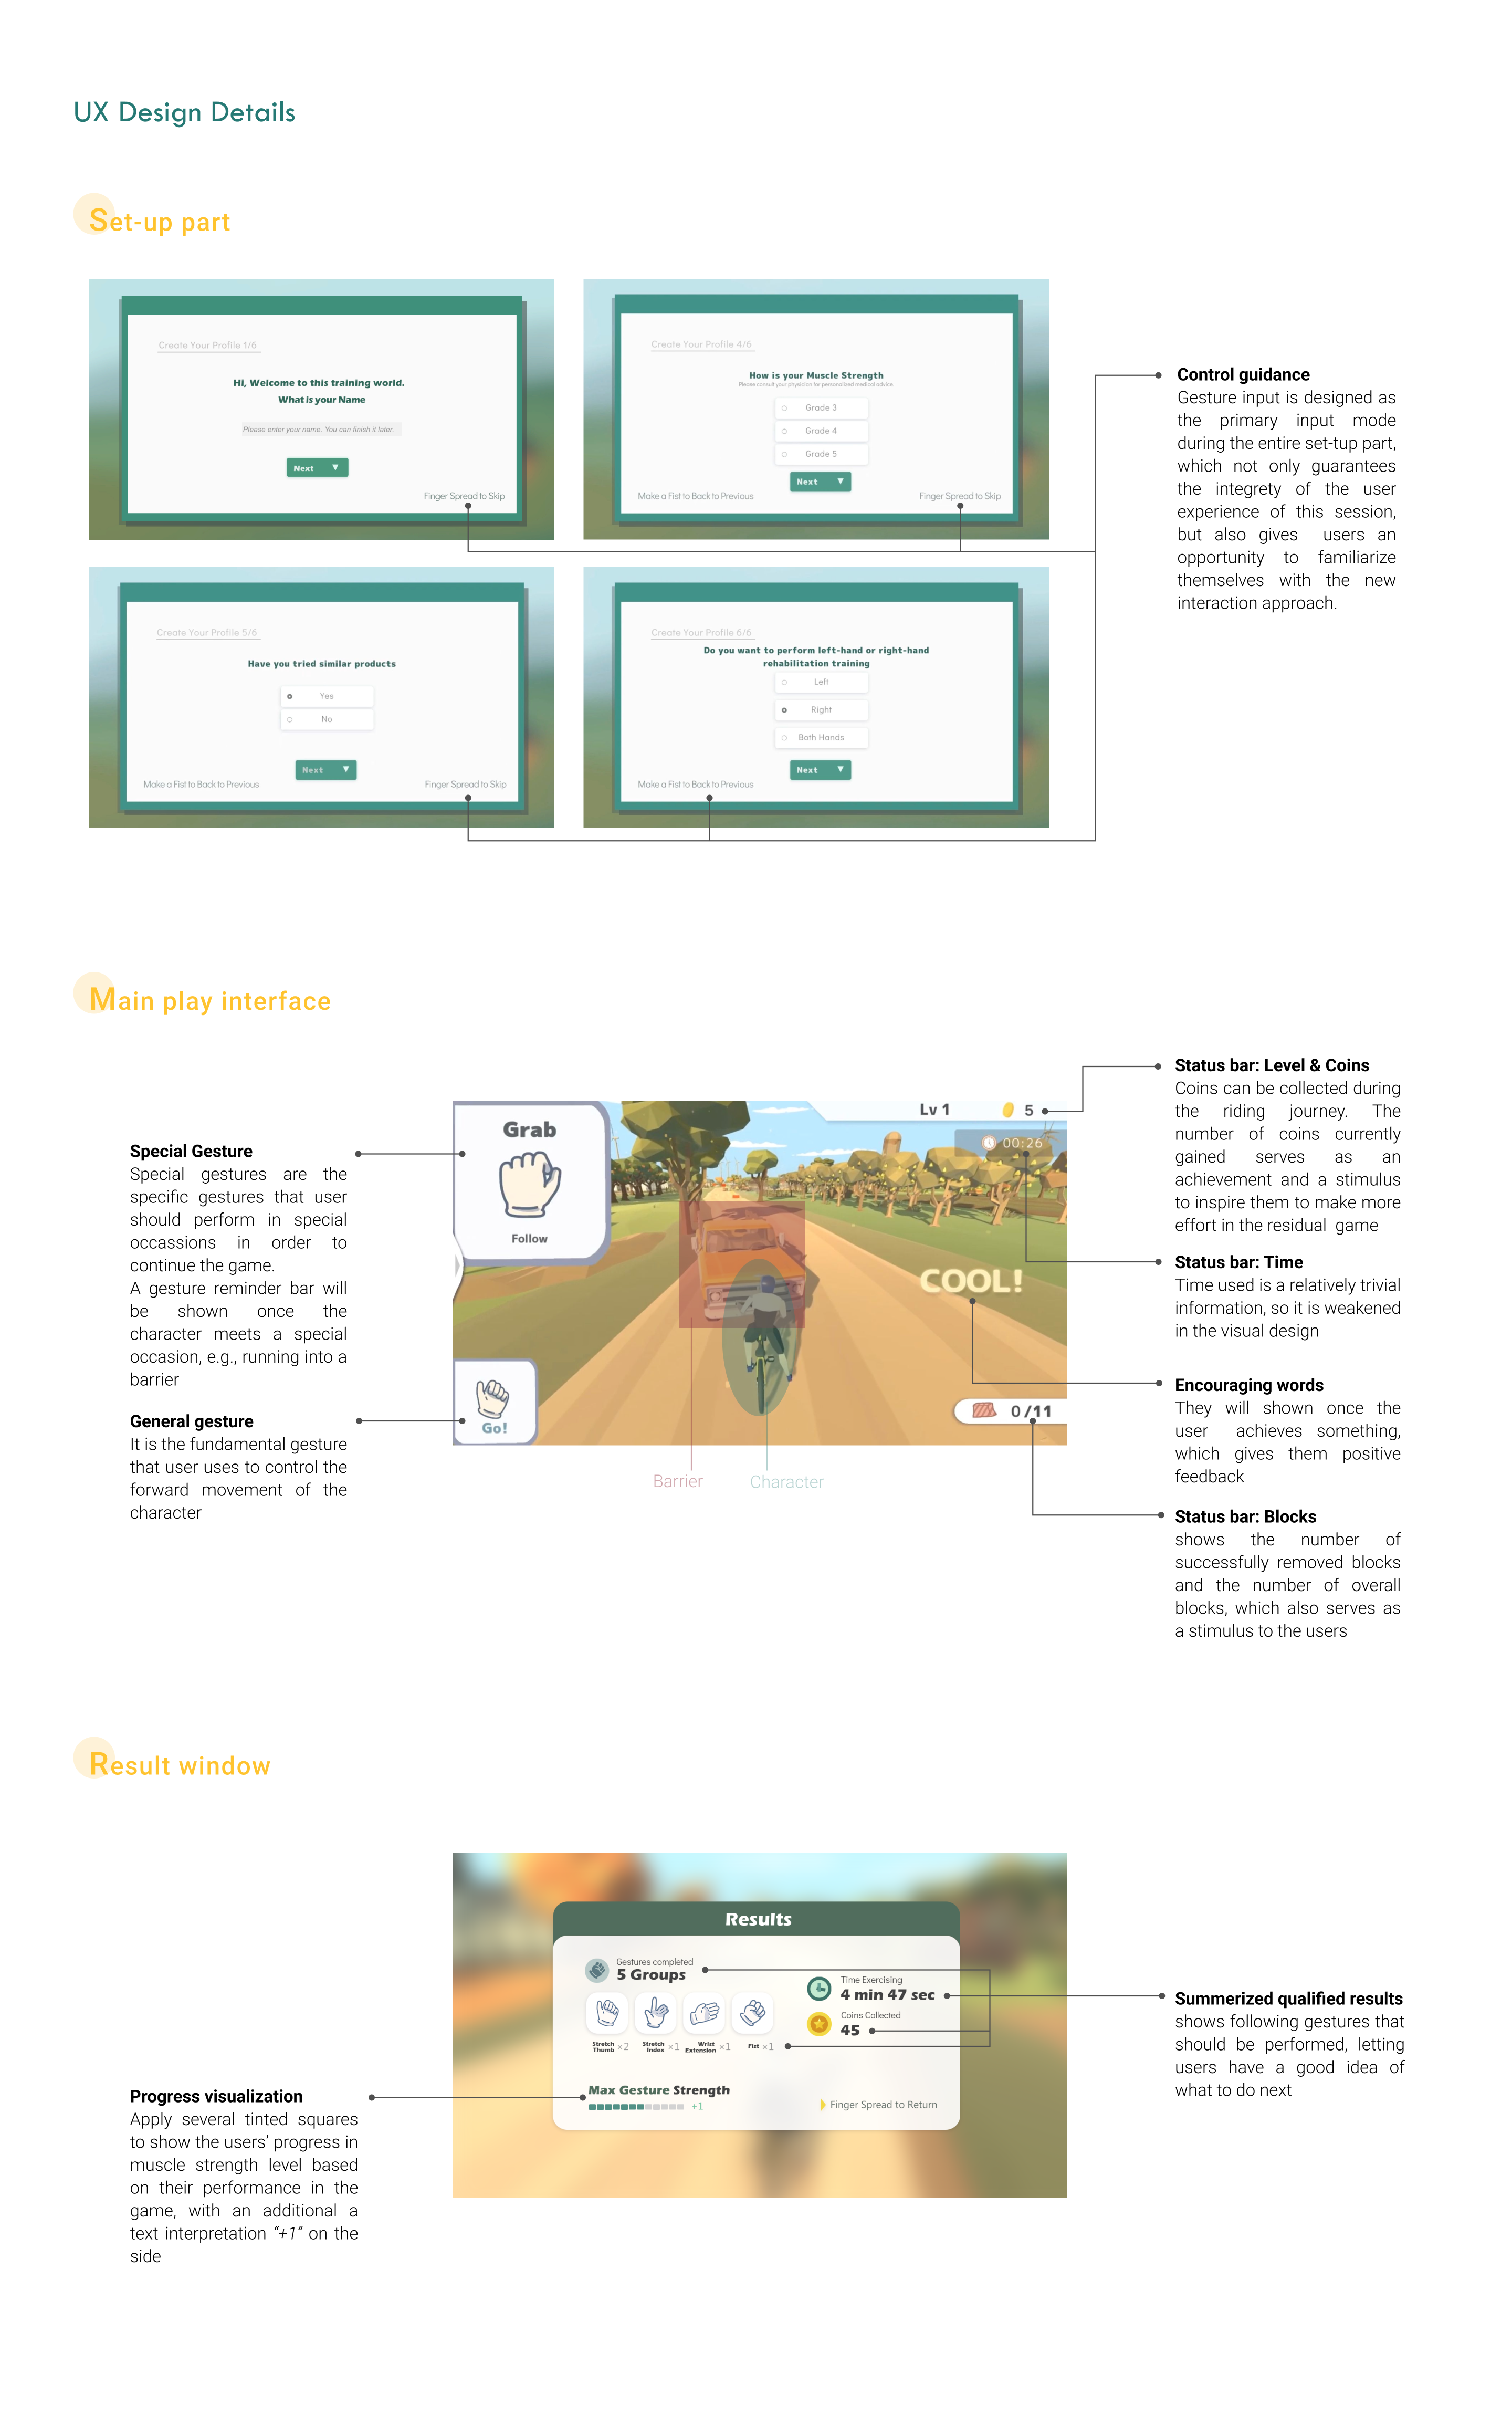 UX Design Details
Set-up part
Create Your Profile 1/6
Hi, Welcome to this training world.
What is your Name
Please enter your name. You can finish it later.
Next
Finger Spread to Skip
Create Your Profile 4/6
How is your Muscle Strength
Please consult your physician for personalized medical advice.
Grade 3
Grade 4
Grade 5
Next
Make a Fist to Back to Previous
Finger Spread to Skip
Create Your Profile 5/6
Have you tried similar products
Yes
No
Next
Make a Fist to Back to Previous
Finger Spread to Skip
Create Your Profile 6/6
Do you want to perform left-hand or right-hand
rehabilitation training
Left
Right
Both Hands
Next
Make a Fist to Back to Previous
Control guidance
Gesture input is designed as
the primary input mode
during the entire set-up part,
which not only guarantees
the integrety of the user
experience of this session,
but also gives users an
opportunity to familiarize
themselves with the new
interaction approach.
Main play interface
Special Gesture
Special gestures are the
specific gestures that user
should perform in special
occassions in order to
continue the game.
A gesture reminder bar will
be shown once the
character meets a special
occasion, e.g., running into a
barrier
General gesture
It is the fundamental gesture
that user uses to control the
forward movement of the
character
Grab
Follow
Go!
Lv 1
5
00:26
COOL!
0/11
Barrier
Character
Status bar: Level & Coins
Coins can be collected during
the riding journey. The
number of coins currently
gained serves as an
achievement and a stimulus
to inspire them to make more
effort in the residual game
Status bar: Time
Time used is a relatively trivial
information, so it is weakened
in the visual design
Encouraging words
They will shown once the
user achieves something,
which gives them positive
feedback
Status bar: Blocks
shows the number of
successfully removed blocks
and the number of overall
blocks, which also serves as
a stimulus to the users
Result window
Results
Gestures completed
5 Groups
Stretch
Thumb ×2
Stretch
Index ×1
Wrist
Extension ×1
Fist ×1
Time Exercising
4 min 47 sec
Coins Collected
45
Max Gesture Strength
+1
Finger Spread to Return
Progress visualization
Apply several tinted squares
to show the users' progress in
muscle strength level based
on their performance in the
game, with an additional a
text interpretation "+1" on the
side
Summerized qualified results
shows following gestures that
should be performed, letting
users have a good idea of
what to do next